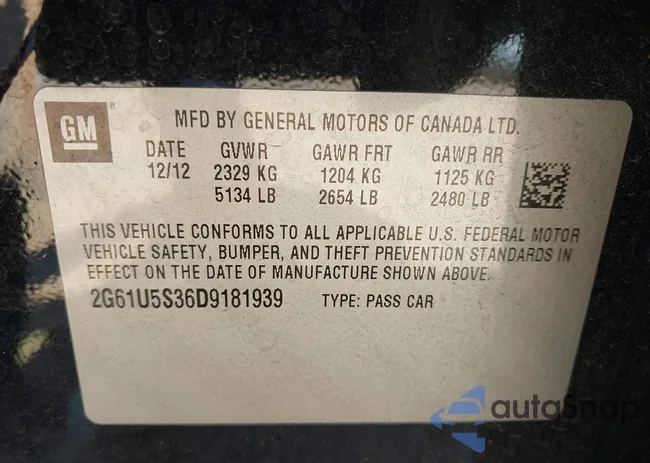 GM ®
MFD BY GENERAL MOTORS OF CANADA LTD.
DATE GVWR GAWR FRT GAWR RR
12/12 2329 KG 1204 KG 1125 KG
5134 LB 2654 LB 2480 LB
THIS VEHICLE CONFORMS TO ALL APPLICABLE U.S. FEDERAL MOTOR
VEHICLE SAFETY, BUMPER, AND THEFT PREVENTION STANDARDS IN
EFFECT ON THE DATE OF MANUFACTURE SHOWN ABOVE.
2G61U5S36D9181939 TYPE: PASS CAR
autoSnap